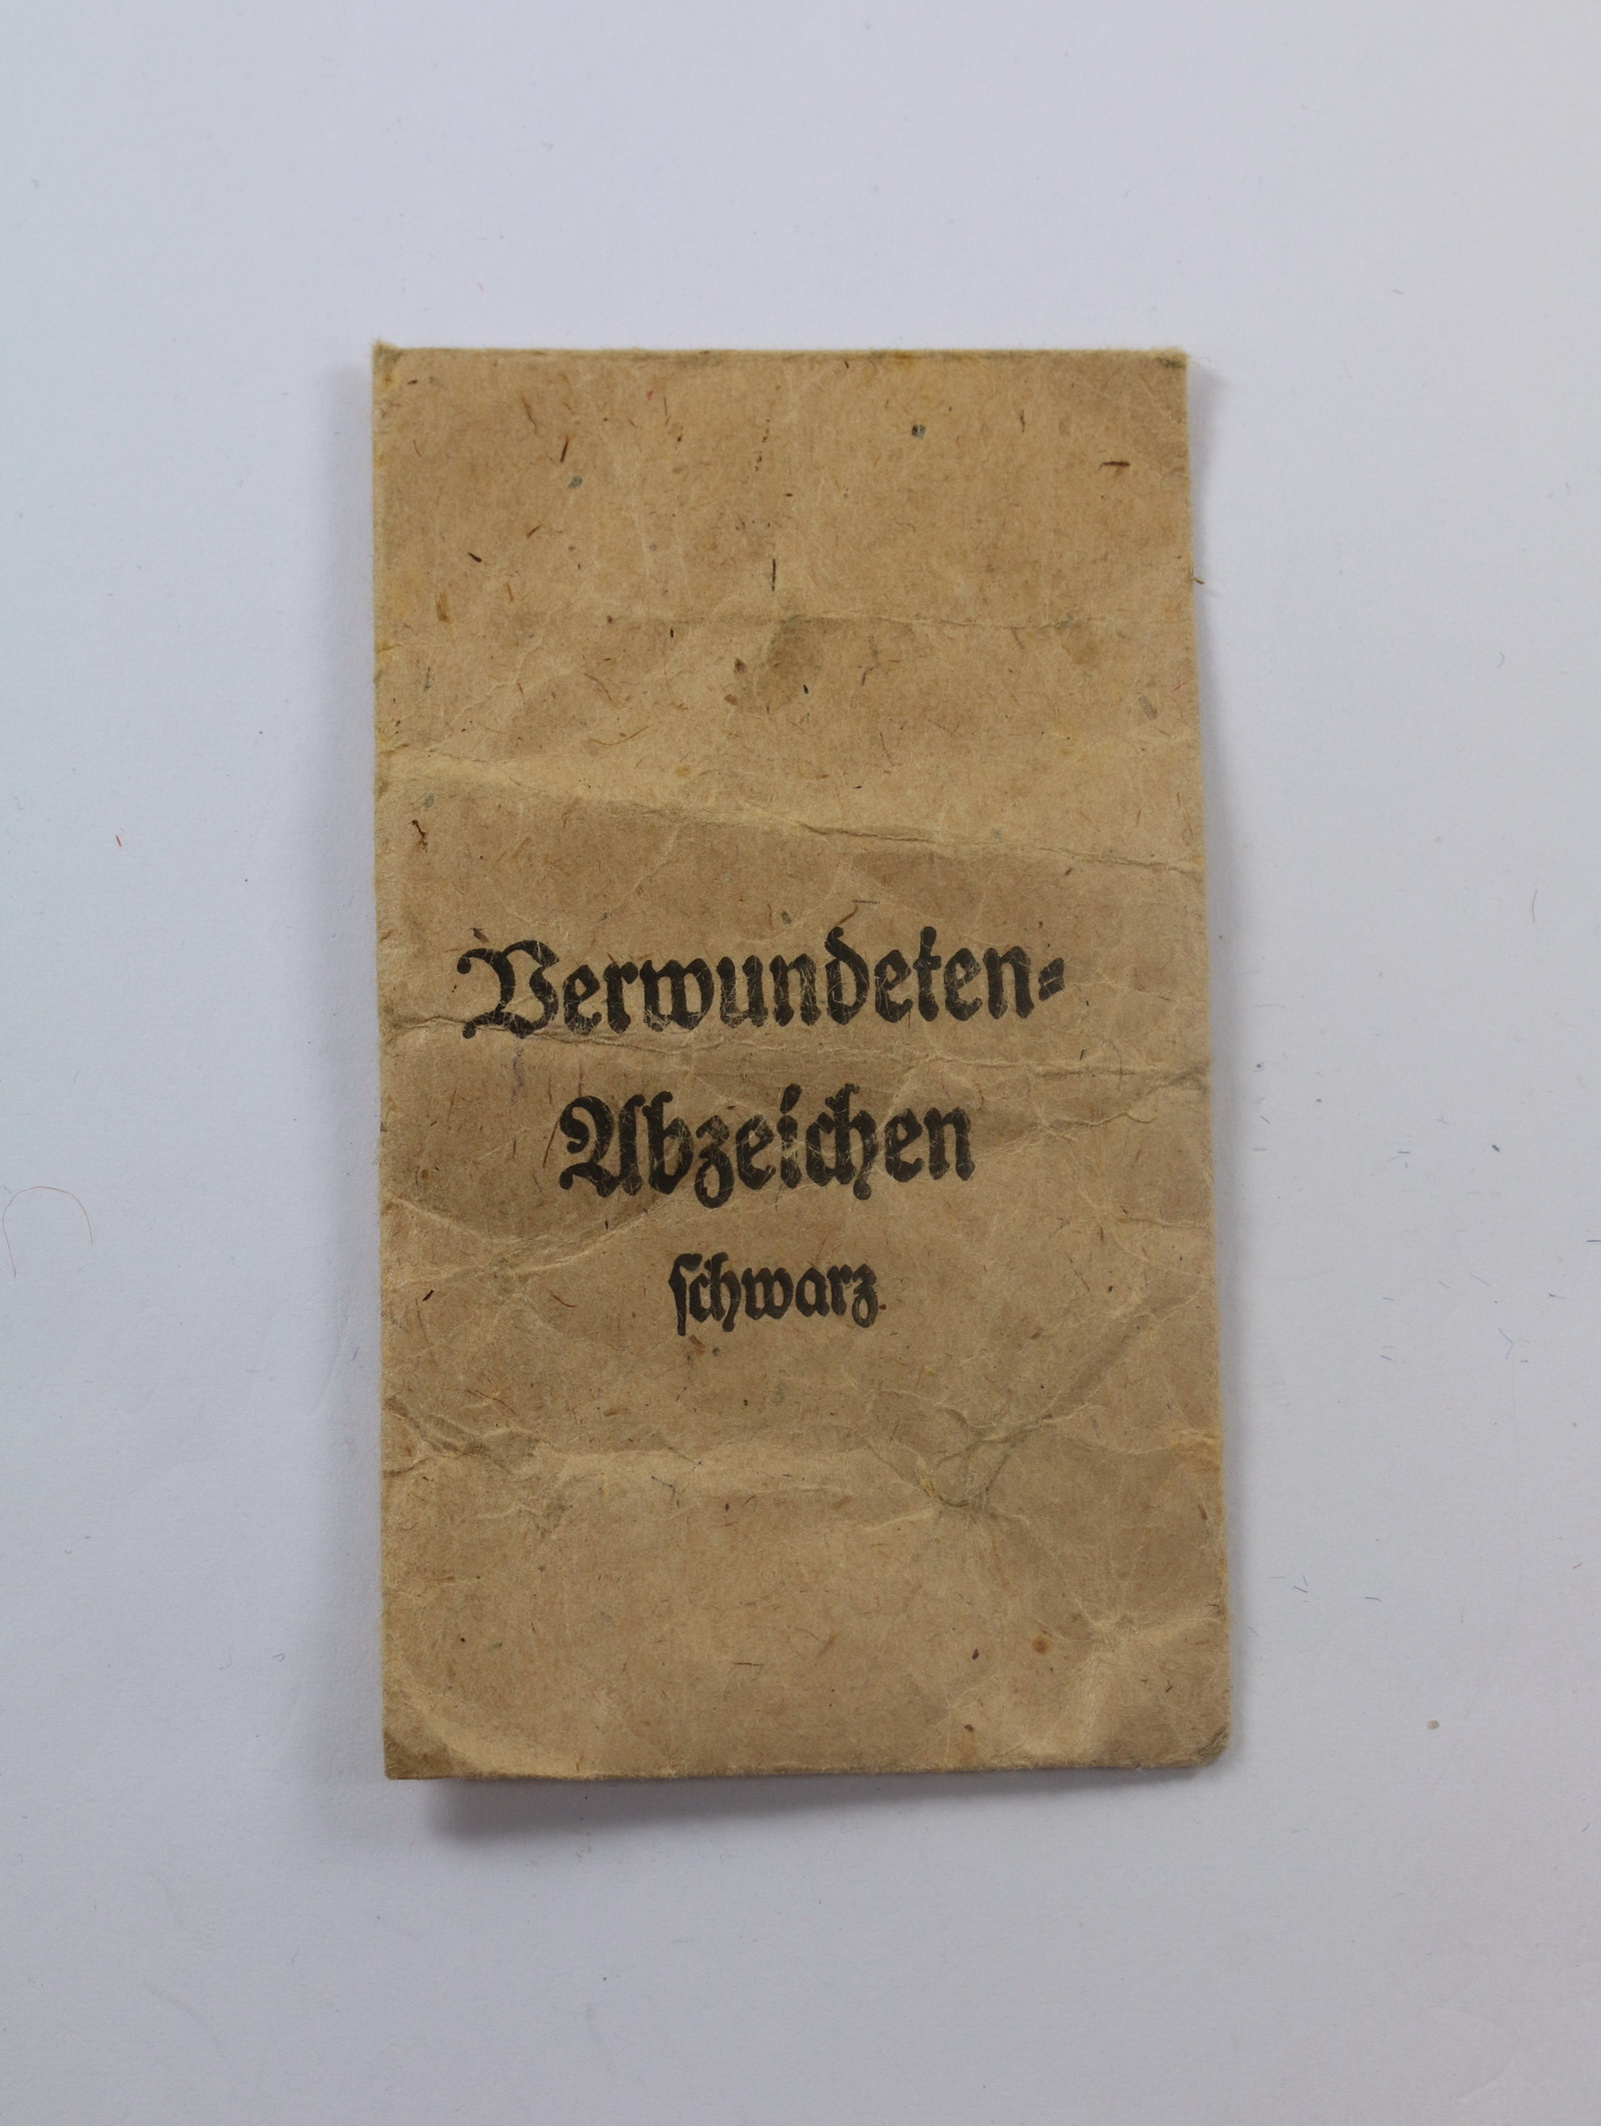 Verwundeten-
Abzeichen
schwarz